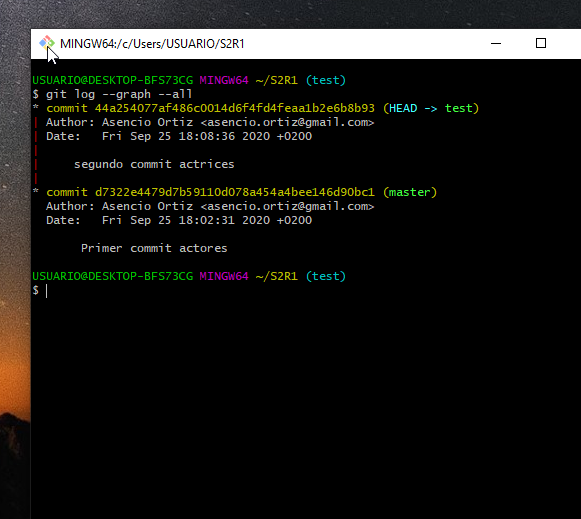 MINGW64:/c/Users/USUARIO/S2R1
USUARIO@DESKTOP-BFS73CG MINGW64 ~/S2R1 (test)
$ git log --graph --all
* commit 44a254077af486c0014d6f4fd4feaa1b2e6b8b93 (HEAD -> test)
| Author: Asencio Ortiz <asencio.ortiz@gmail.com>
| Date:   Fri Sep 25 18:08:36 2020 +0200
|
|     segundo commit actrices
|
* commit d7322e4479d7b59110d078a454a4bee146d90bc1 (master)
  Author: Asencio Ortiz <asencio.ortiz@gmail.com>
  Date:   Fri Sep 25 18:02:31 2020 +0200
       Primer commit actores
USUARIO@DESKTOP-BFS73CG MINGW64 ~/S2R1 (test)
$